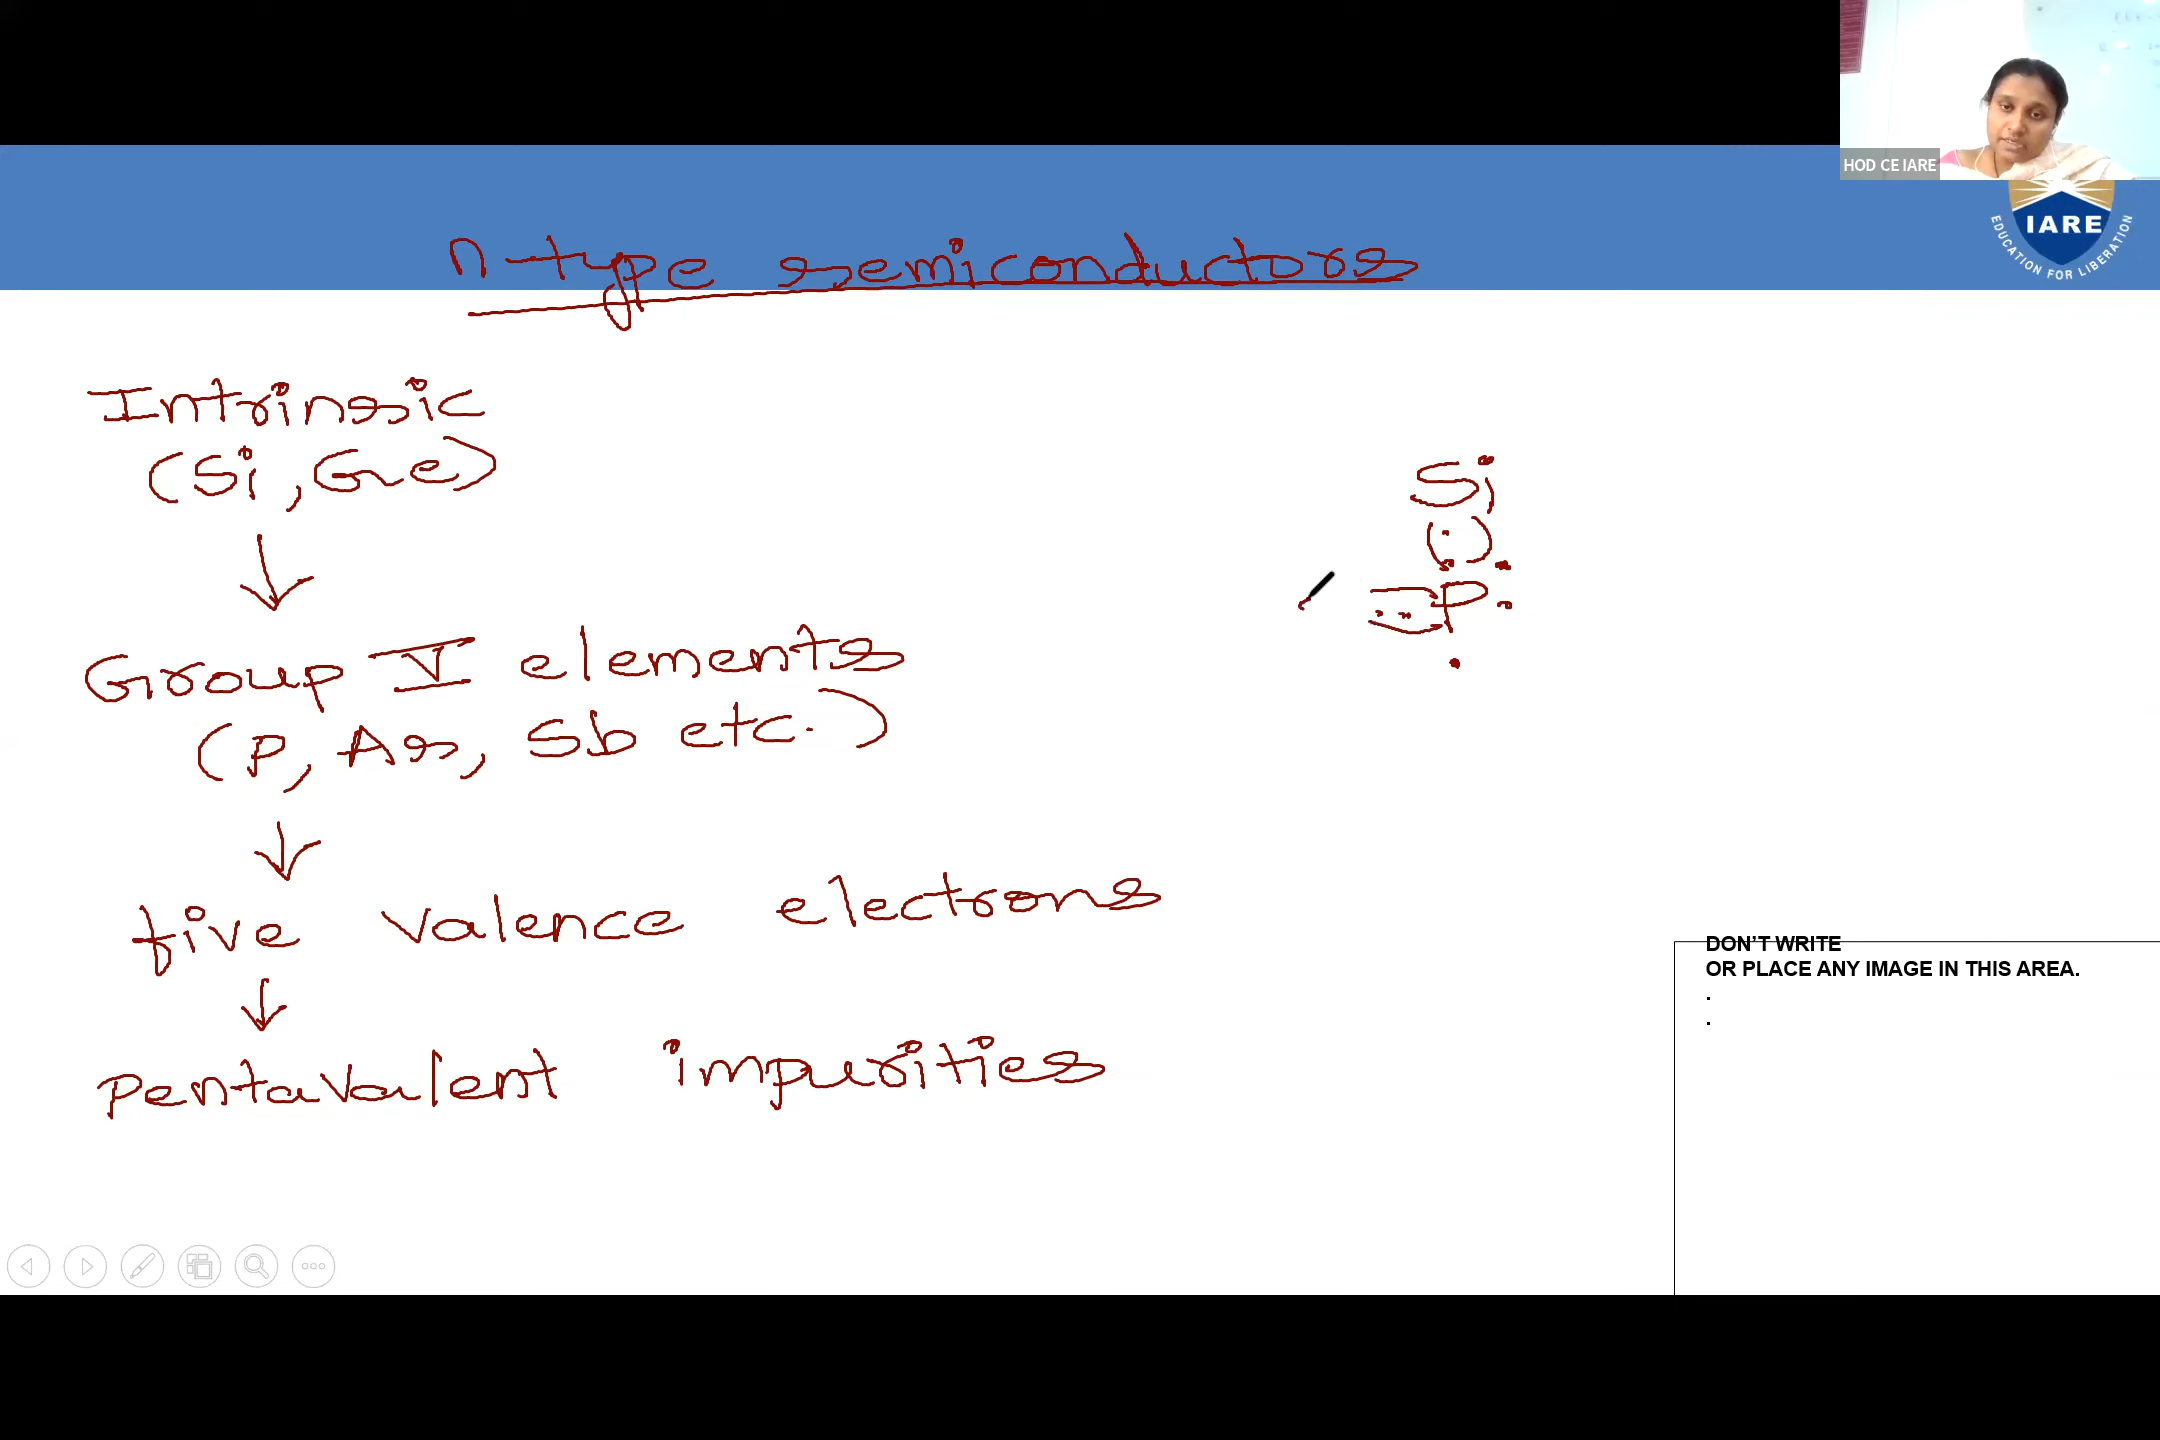 HOD CE IARE
IARE
EDUCATION FOR LIBERATION
n-type semiconductors
Intrinsic
(Si, Ge)
Group V elements
(P, As, Sb etc.)
five valence electrons
pentavalent impurities
Si
P
DON'T WRITE
OR PLACE ANY IMAGE IN THIS AREA.
.
.